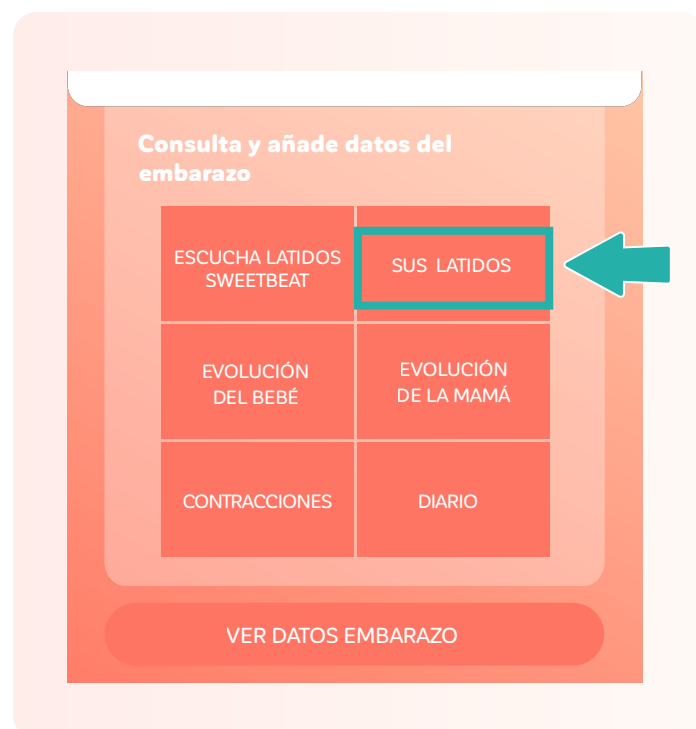 Consulta y añade datos del
embarazo
ESCUCHA LATIDOS
SWEETBEAT
SUS LATIDOS
EVOLUCIÓN
DEL BEBÉ
EVOLUCIÓN
DE LA MAMÁ
CONTRACCIONES
DIARIO
VER DATOS EMBARAZO